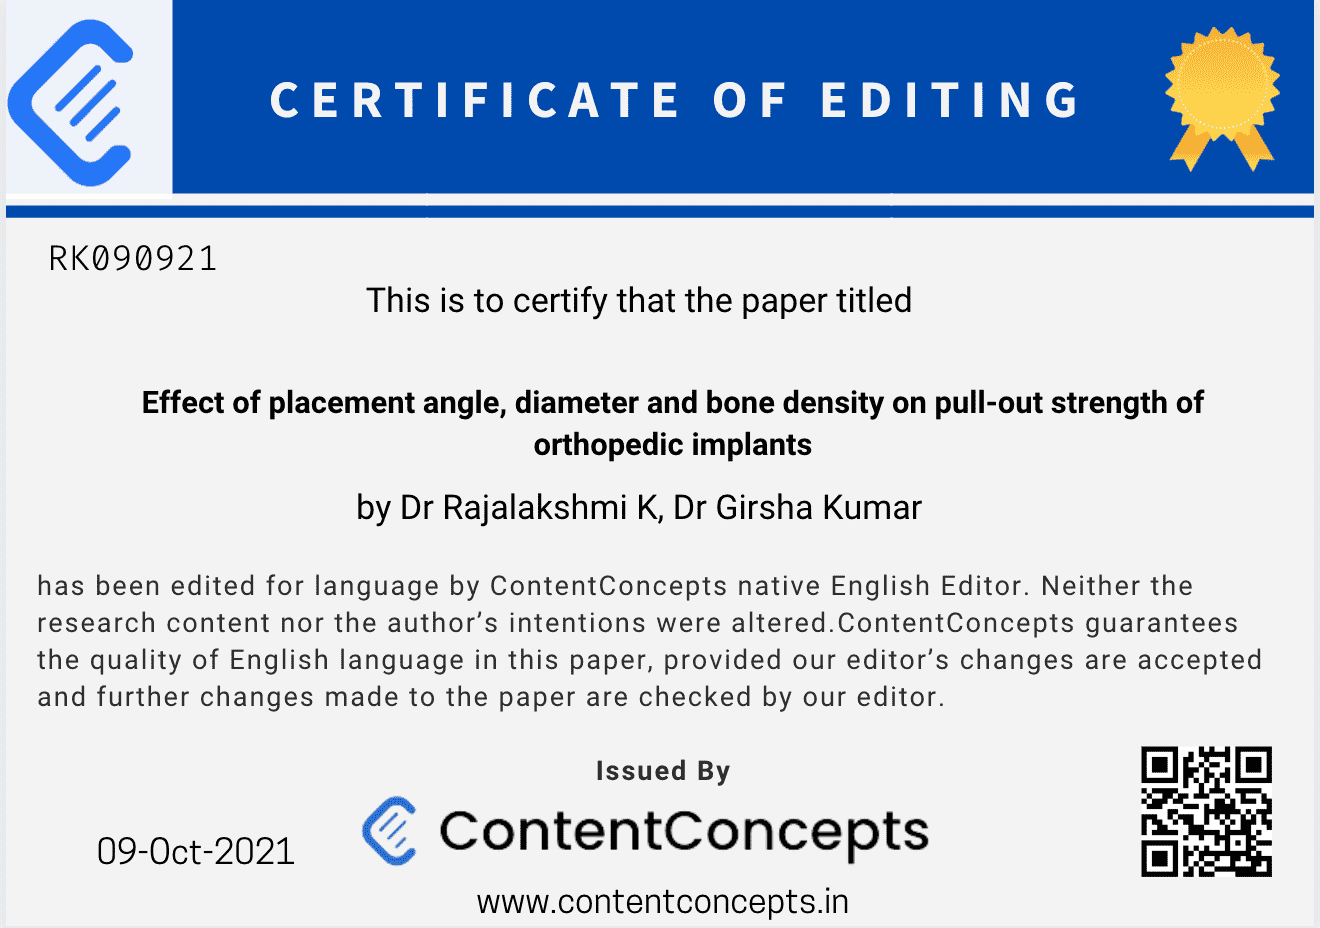 CERTIFICATE OF EDITING
RK090921
This is to certify that the paper titled
Effect of placement angle, diameter and bone density on pull-out strength of
orthopedic implants
by Dr Rajalakshmi K, Dr Girsha Kumar
has been edited for language by ContentConcepts native English Editor. Neither the
research content nor the author’s intentions were altered.ContentConcepts guarantees
the quality of English language in this paper, provided our editor’s changes are accepted
and further changes made to the paper are checked by our editor.
Issued By
ContentConcepts
09-Oct-2021
www.contentconcepts.in